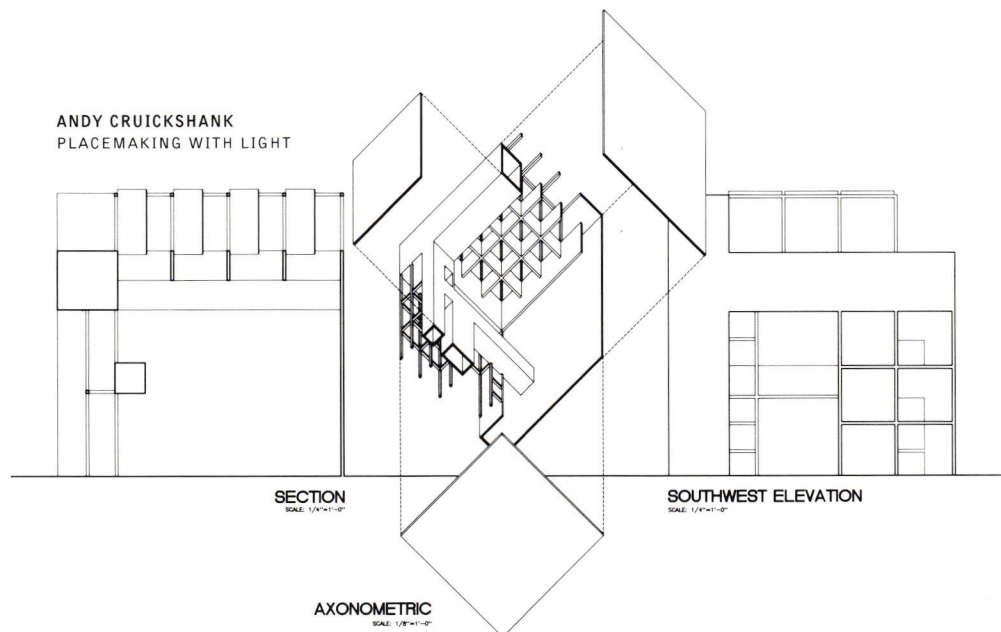 ANDY CRUICKSHANK
PLACEMAKING WITH LIGHT
SECTION
SCALE: 1/4"=1'-0"
SOUTHWEST ELEVATION
SCALE: 1/4"=1'-0"
AXONOMETRIC
SCALE: 1/8"=1'-0"